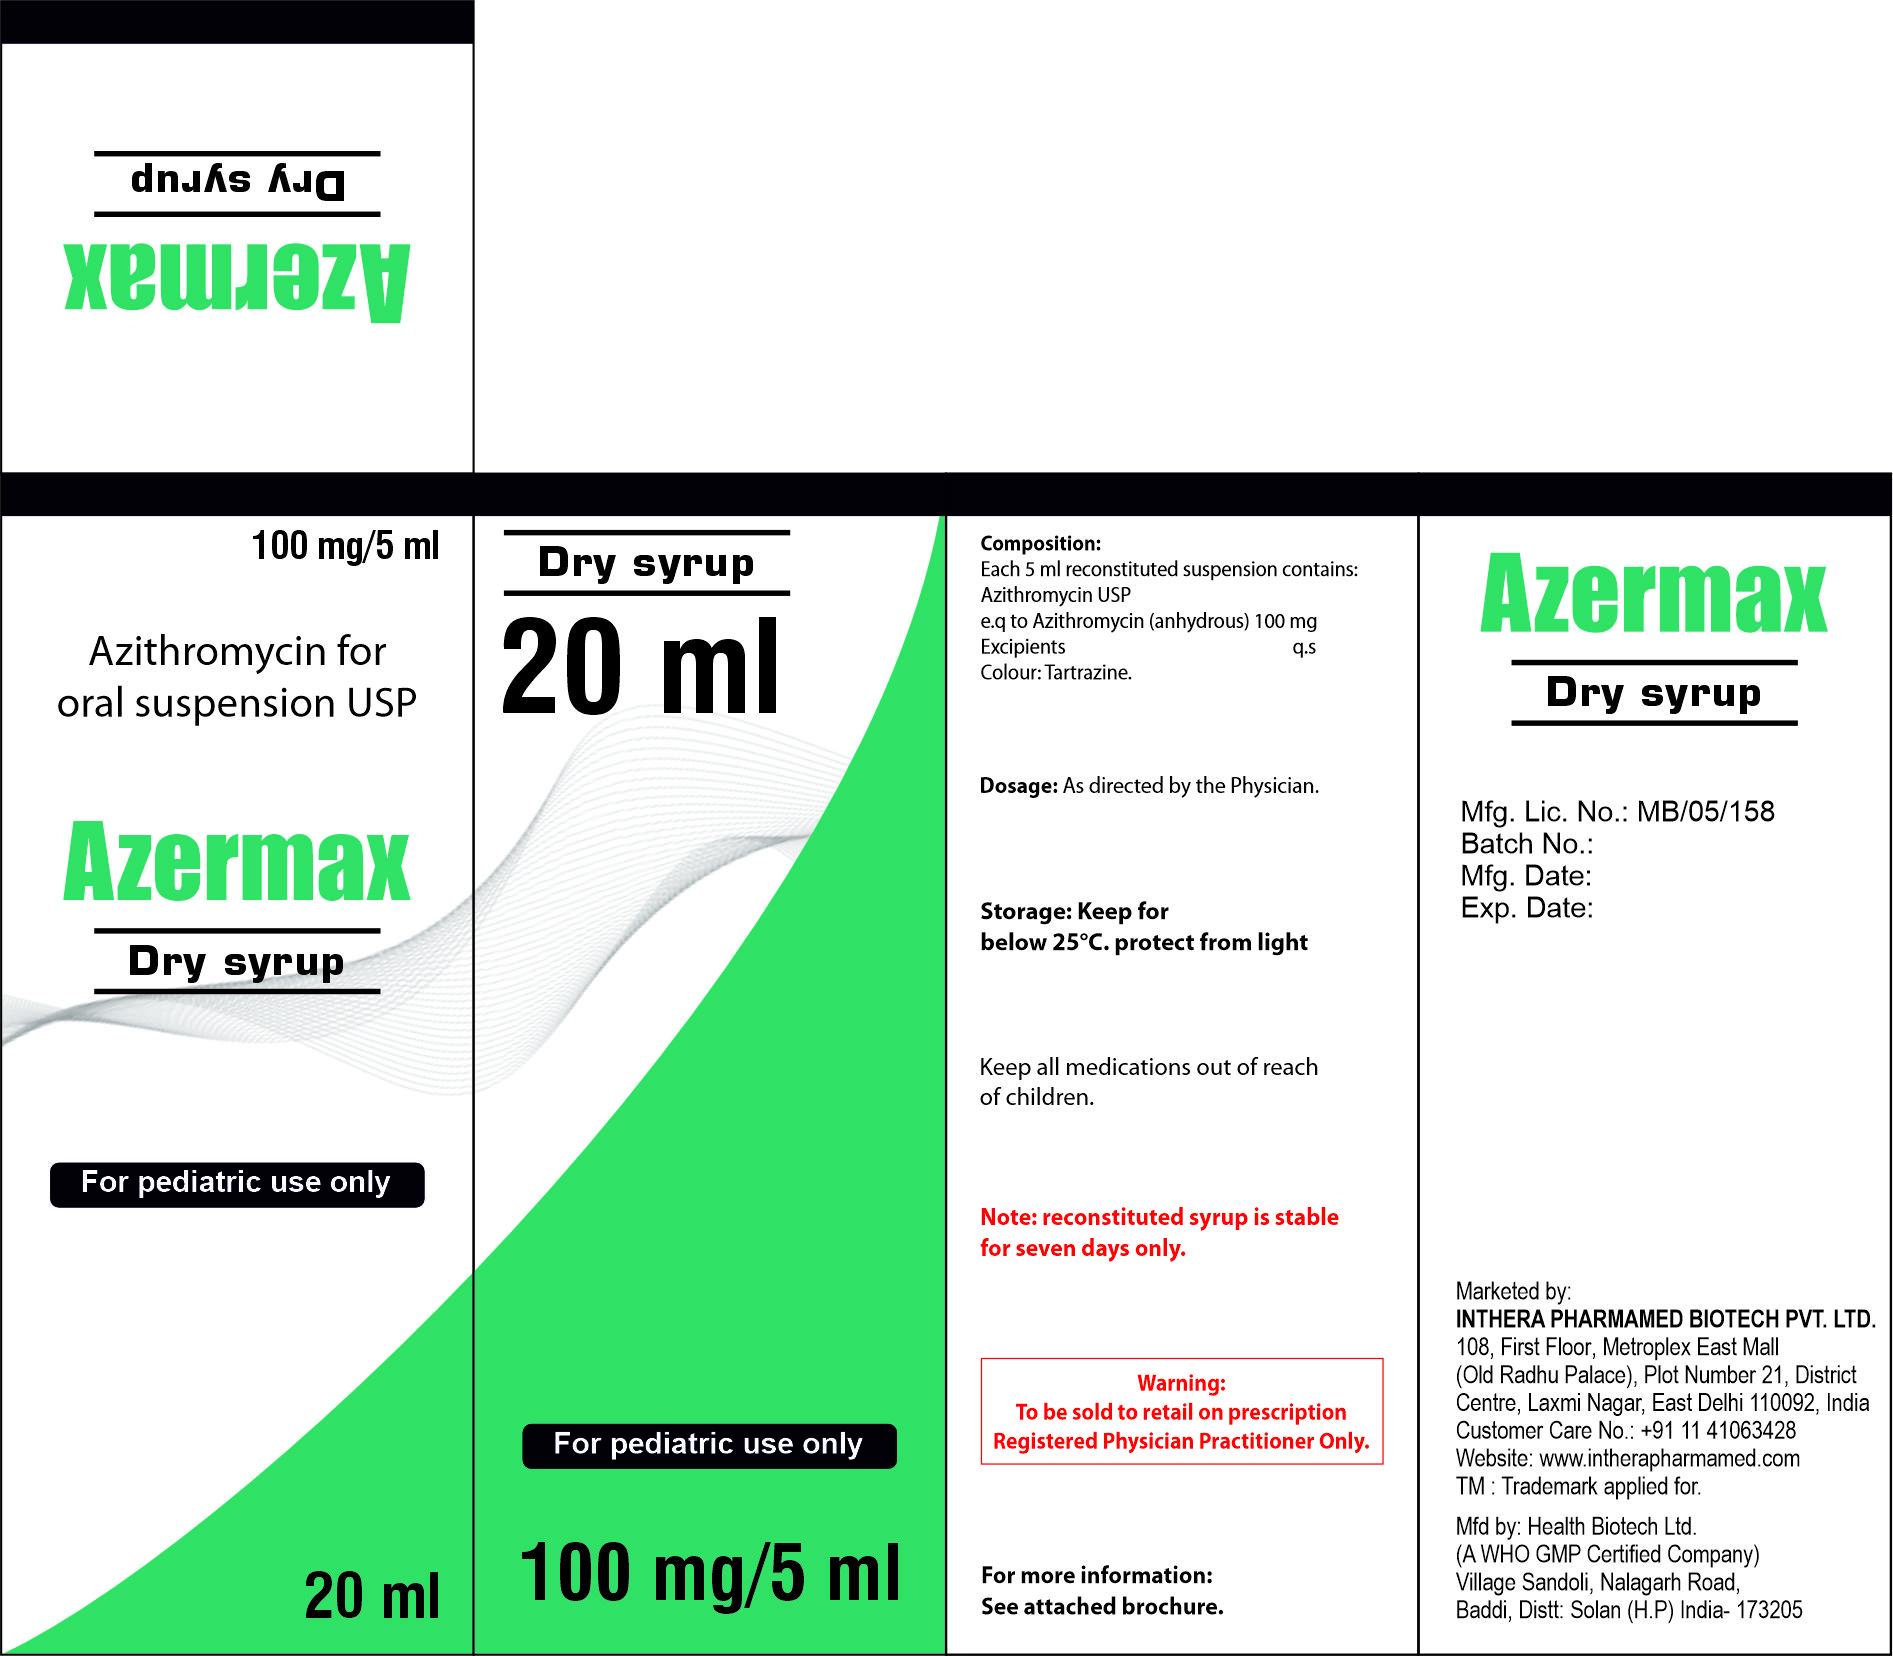 Dry syrup
Azermax
100 mg/5 ml
Azithromycin for
oral suspension USP
Azermax
Dry syrup
For pediatric use only
20 ml
Dry syrup
20 ml
For pediatric use only
100 mg/5 ml
Composition:
Each 5 ml reconstituted suspension contains:
Azithromycin USP
e.q to Azithromycin (anhydrous) 100 mg
Excipients q.s
Colour: Tartrazine.
Dosage: As directed by the Physician.
Storage: Keep for
below 25°C. protect from light
Keep all medications out of reach
of children.
Note: reconstituted syrup is stable
for seven days only.
Warning:
To be sold to retail on prescription
Registered Physician Practitioner Only.
For more information:
See attached brochure.
Azermax
Dry syrup
Mfg. Lic. No.: MB/05/158
Batch No.:
Mfg. Date:
Exp. Date:
Marketed by:
INTHERA PHARMAMED BIOTECH PVT. LTD.
108, First Floor, Metroplex East Mall
(Old Radhu Palace), Plot Number 21, District
Centre, Laxmi Nagar, East Delhi 110092, India
Customer Care No.: +91 11 41063428
Website: www.intherapharmamed.com
TM : Trademark applied for.
Mfd by: Health Biotech Ltd.
(A WHO GMP Certified Company)
Village Sandoli, Nalagarh Road,
Baddi, Distt: Solan (H.P) India- 173205